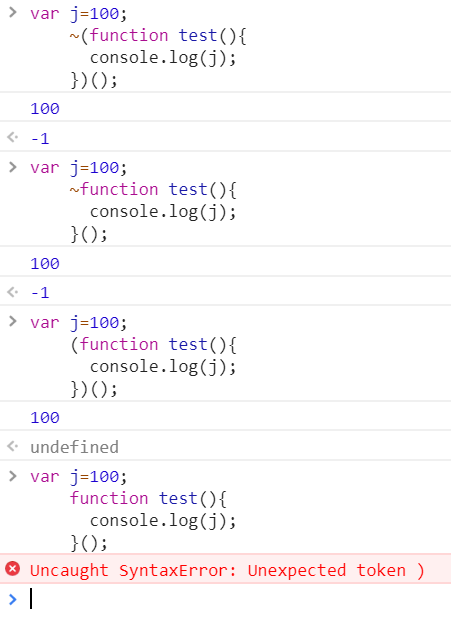 > var j=100;
~(function test(){
console.log(j);
})();
100
<· -1
> var j=100;
~function test(){
console.log(j);
}();
100
<· -1
> var j=100;
(function test(){
console.log(j);
})();
100
<· undefined
> var j=100;
function test(){
console.log(j);
}();
Uncaught SyntaxError: Unexpected token )
>